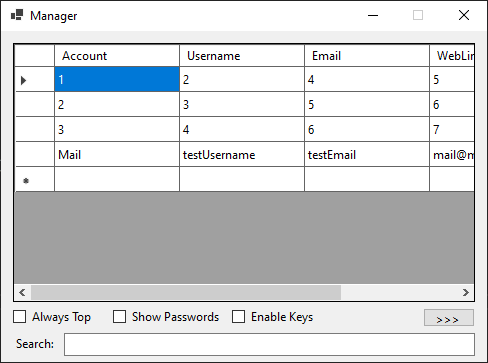 Manager
Account Username Email WebLin
1 2 4 5
2 3 5 6
3 4 6 7
Mail testUsername testEmail mail@m
Always Top Show Passwords Enable Keys >>>
Search: